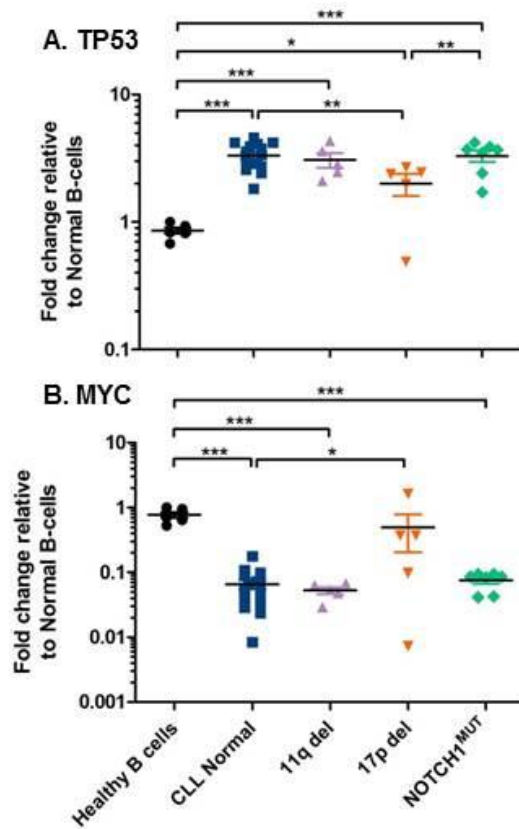 A. TP53
***
*
**
***
***
**
Fold change relative
to Normal B-cells
10
1
0.1
B. MYC
***
***
***
*
Fold change relative
to Normal B-cells
10
1
0.1
0.01
0.001
Healthy B cells
CLL Normal
11q del
17p del
NOTCH1ᴹᵁᵀ